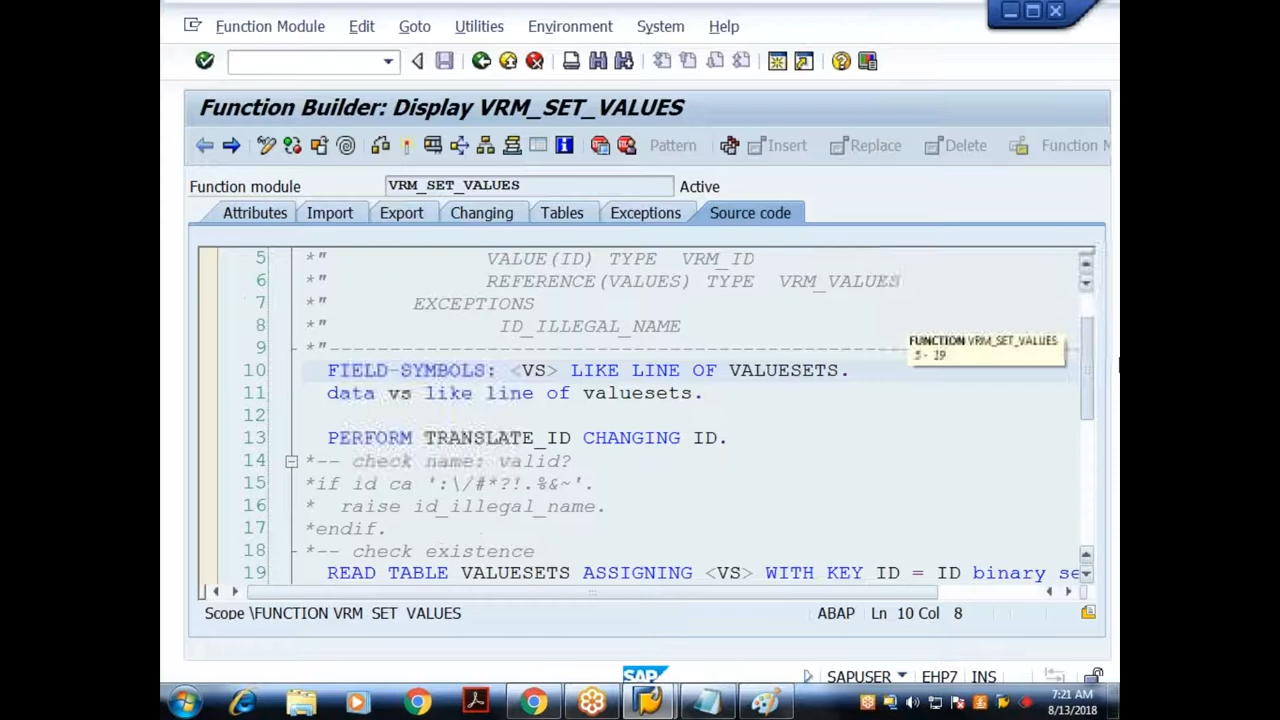 Function Module Edit Goto Utilities Environment System Help
Function Builder: Display VRM_SET_VALUES
Pattern Insert Replace Delete Function M
Function module VRM_SET_VALUES Active
Attributes Import Export Changing Tables Exceptions Source code
5 *" VALUE(ID) TYPE VRM_ID
6 *" REFERENCE(VALUES) TYPE VRM_VALUES
7 *" EXCEPTIONS
8 *" ID_ILLEGAL_NAME
9 *"----------------------------------------------------
FUNCTION VRM_SET_VALUES
5 - 19
10 FIELD-SYMBOLS: <VS> LIKE LINE OF VALUESETS.
11 data vs like line of valuesets.
12
13 PERFORM TRANSLATE_ID CHANGING ID.
14 *-- check name: valid?
15 *if id ca ':\/#*?!.%&~'.
16 * raise id_illegal_name.
17 *endif.
18 *-- check existence
19 READ TABLE VALUESETS ASSIGNING <VS> WITH KEY ID = ID binary se
Scope \FUNCTION VRM_SET_VALUES ABAP Ln 10 Col 8
SAP SAPUSER EHP7 INS
7:21 AM
8/13/2018